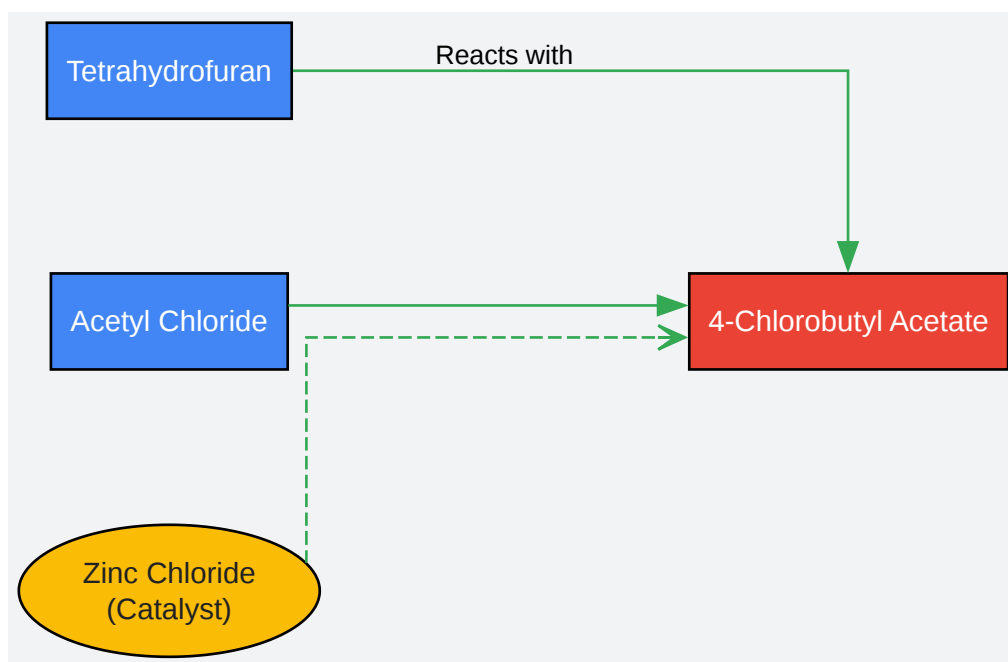 Tetrahydrofuran
Reacts with
Acetyl Chloride
4-Chlorobutyl Acetate
Zinc Chloride
(Catalyst)